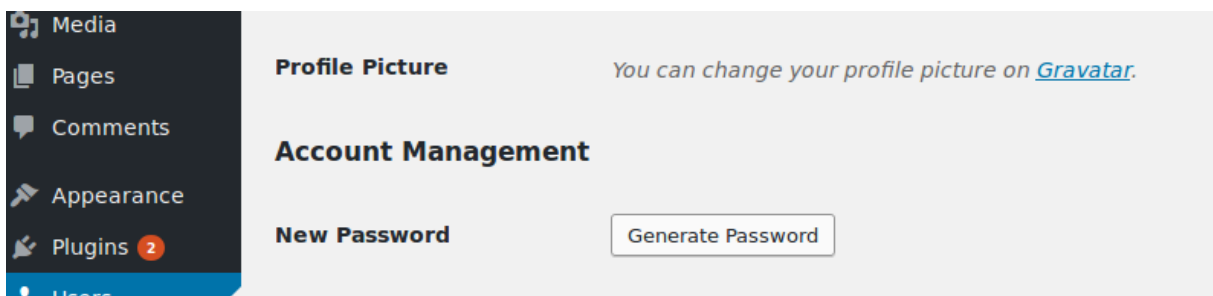 Media
Pages
Comments
Appearance
Plugins 2
Users
Profile Picture You can change your profile picture on Gravatar.
Account Management
New Password Generate Password